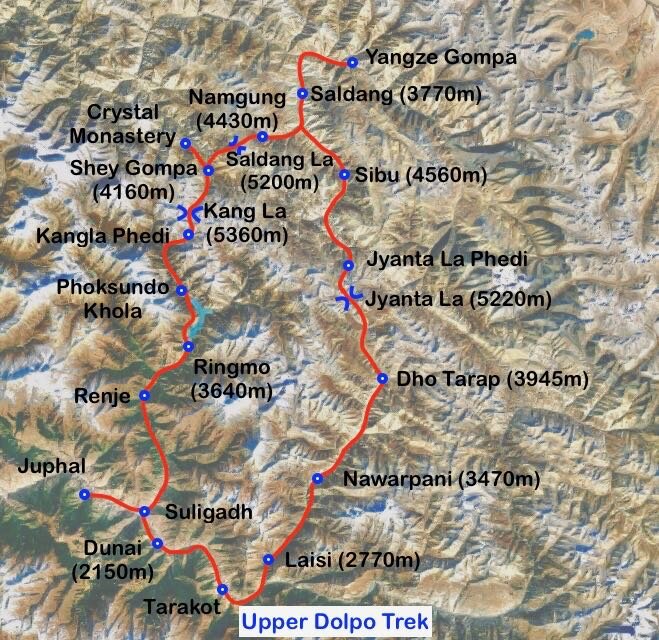 Yangze Gompa
Saldang (3770m)
Namgung
(4430m)
Crystal
Monastery
Saldang La
(5200m)
Shey Gompa
(4160m)
Sibu (4560m)
Kang La
(5360m)
Kangla Phedi
Jyanta La Phedi
Phoksundo
Khola
Jyanta La (5220m)
Ringmo
(3640m)
Dho Tarap (3945m)
Renje
Juphal
Nawarpani (3470m)
Suligadh
Dunai
(2150m)
Laisi (2770m)
Tarakot
Upper Dolpo Trek